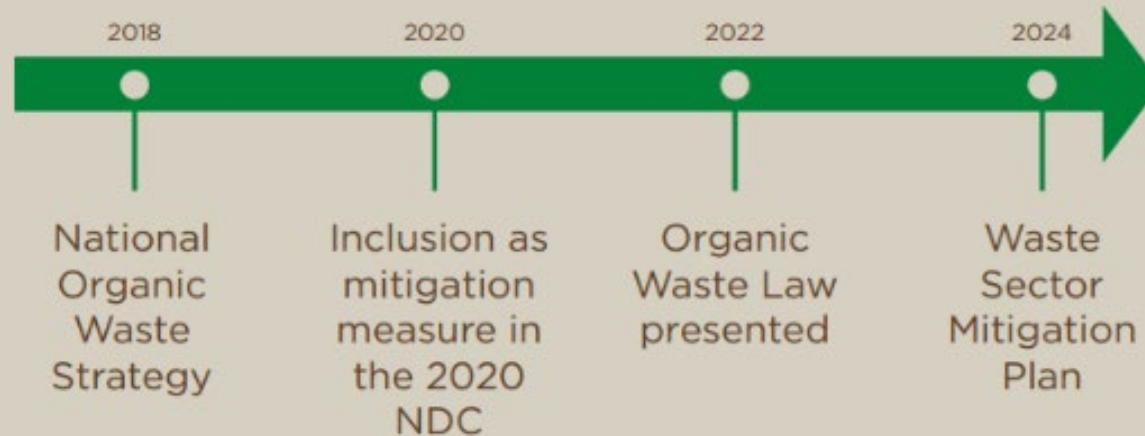 2018
2020
2022
2024
National
Organic
Waste
Strategy
Inclusion as
mitigation
measure in
the 2020
NDC
Organic
Waste Law
presented
Waste
Sector
Mitigation
Plan